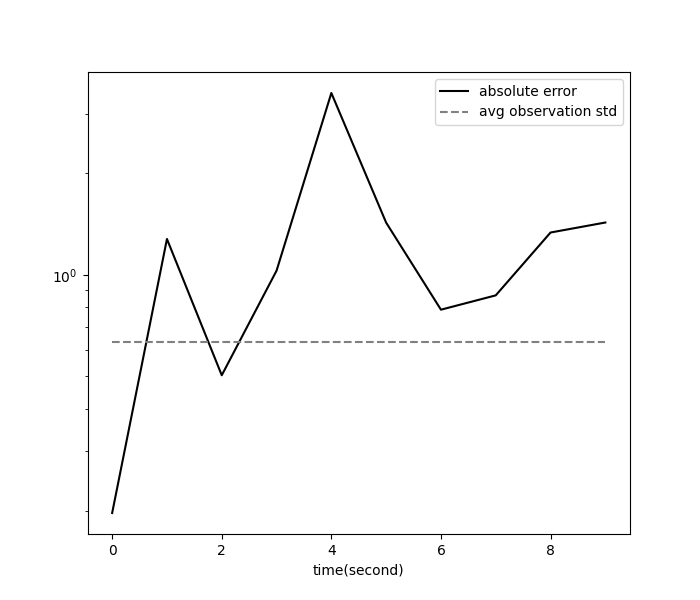 absolute error
avg observation std
10⁰
0 2 4 6 8
time(second)